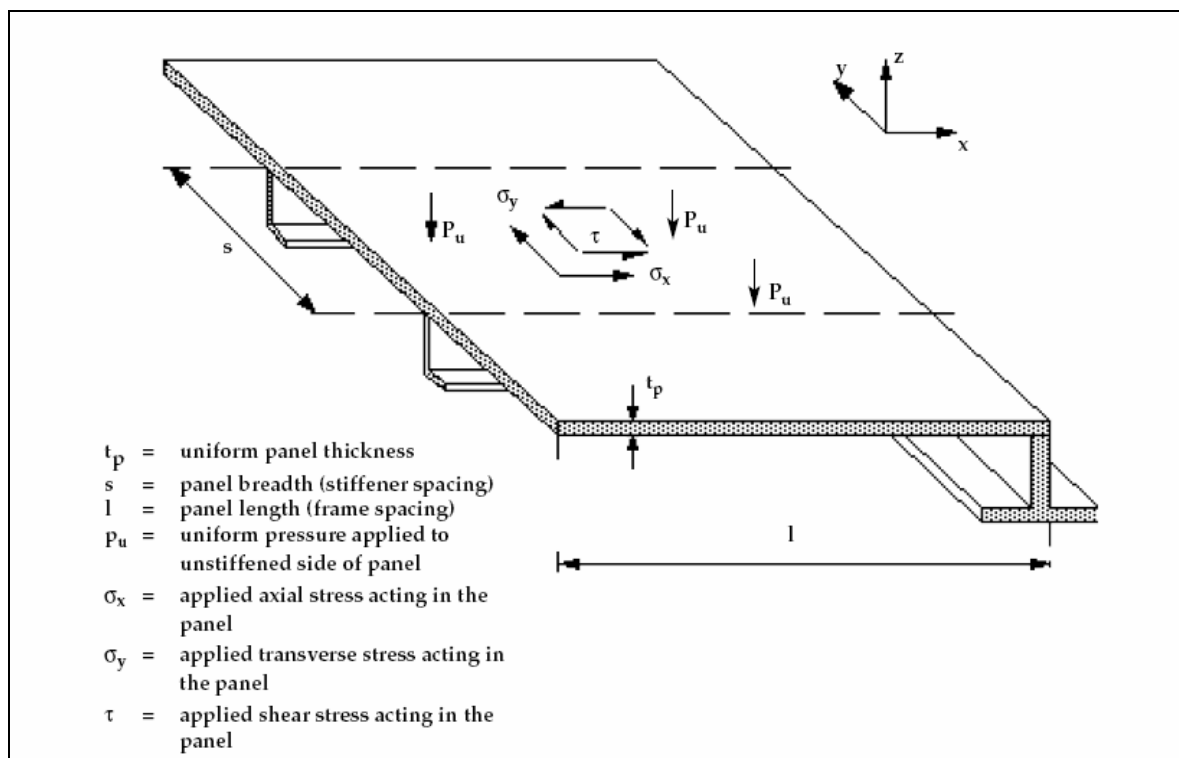 z
y
x
σy
Pu
Pu
τ
s
σx
Pu
tp
tp = uniform panel thickness
s = panel breadth (stiffener spacing)
l = panel length (frame spacing)
pu = uniform pressure applied to
unstiffened side of panel
l
σx = applied axial stress acting in the
panel
σy = applied transverse stress acting in
the panel
τ = applied shear stress acting in the
panel